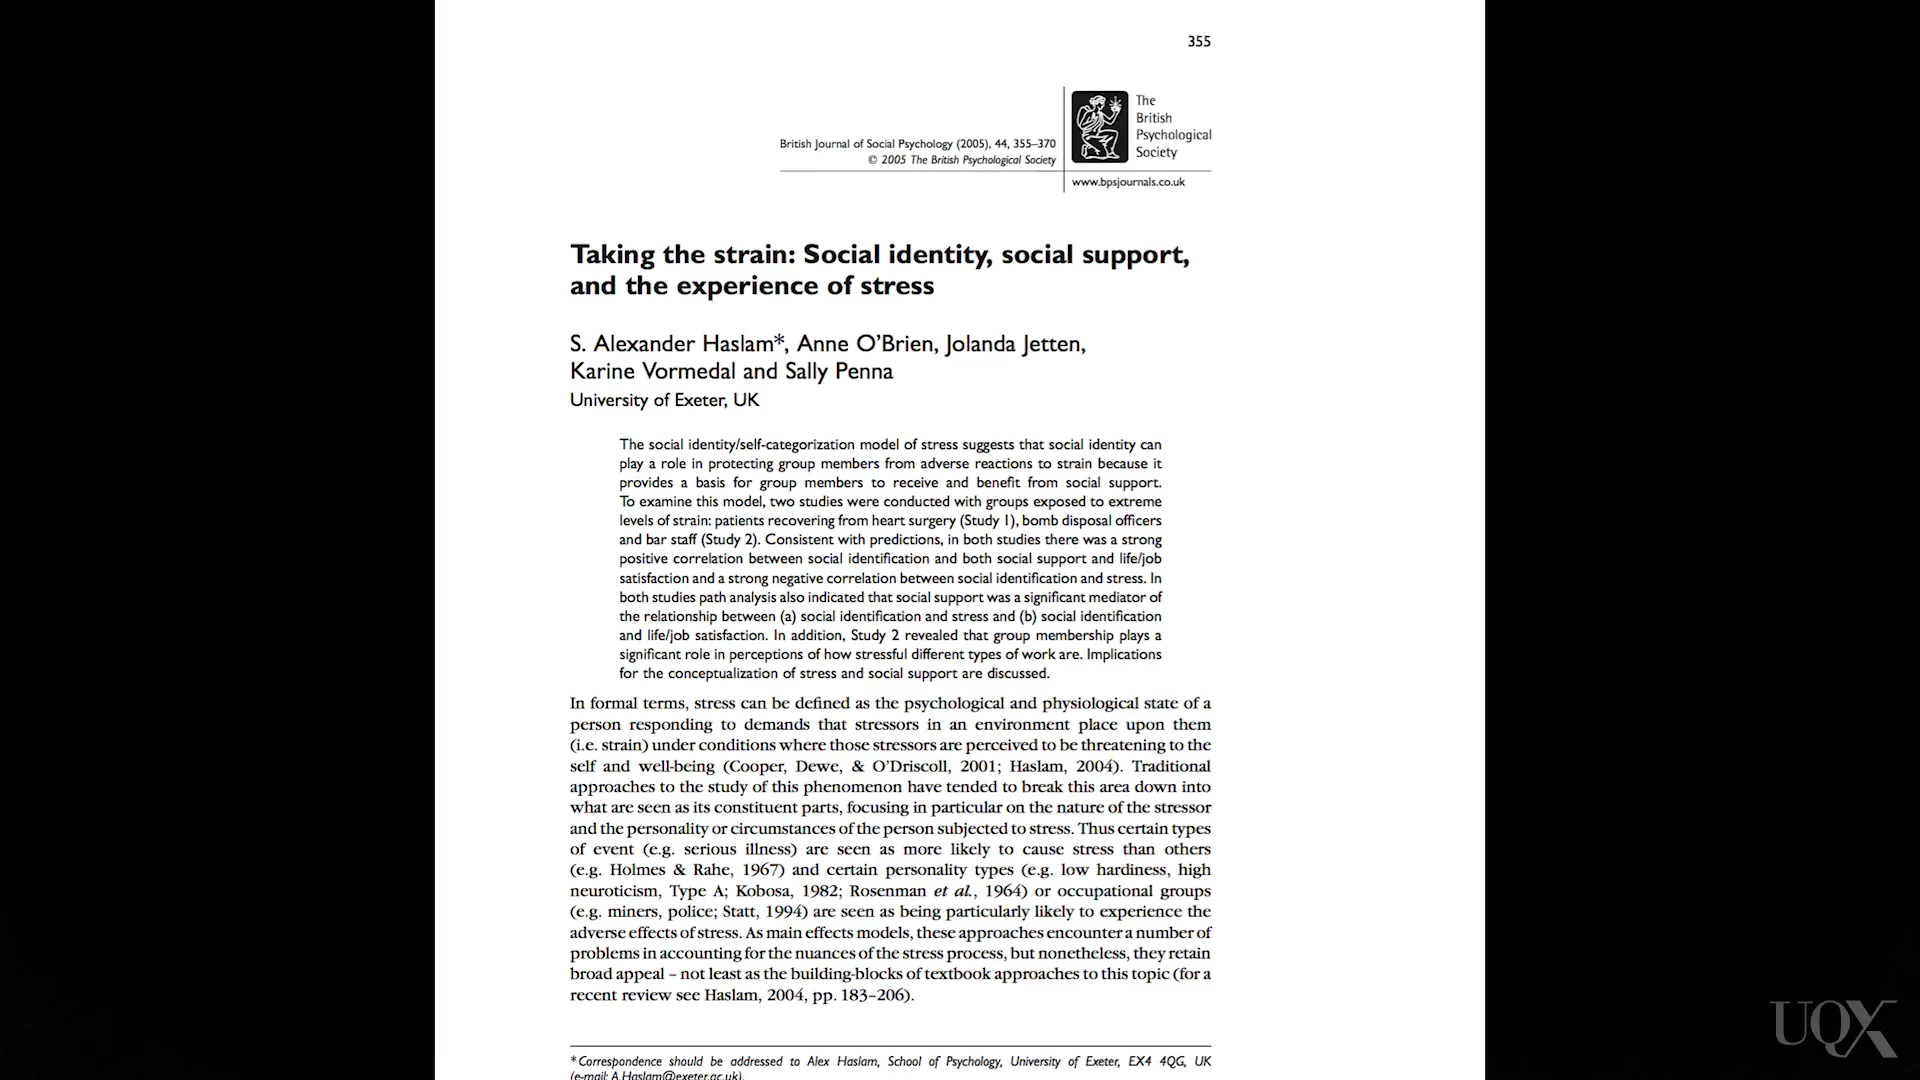 355
The
British
Psychological
Society
British Journal of Social Psychology (2005), 44, 355–370
© 2005 The British Psychological Society
www.bpsjournals.co.uk
Taking the strain: Social identity, social support,
and the experience of stress
S. Alexander Haslam*, Anne O’Brien, Jolanda Jetten,
Karine Vormedal and Sally Penna
University of Exeter, UK
The social identity/self-categorization model of stress suggests that social identity can
play a role in protecting group members from adverse reactions to strain because it
provides a basis for group members to receive and benefit from social support.
To examine this model, two studies were conducted with groups exposed to extreme
levels of strain: patients recovering from heart surgery (Study 1), bomb disposal officers
and bar staff (Study 2). Consistent with predictions, in both studies there was a strong
positive correlation between social identification and both social support and life/job
satisfaction and a strong negative correlation between social identification and stress. In
both studies path analysis also indicated that social support was a significant mediator of
the relationship between (a) social identification and stress and (b) social identification
and life/job satisfaction. In addition, Study 2 revealed that group membership plays a
significant role in perceptions of how stressful different types of work are. Implications
for the conceptualization of stress and social support are discussed.
In formal terms, stress can be defined as the psychological and physiological state of a
person responding to demands that stressors in an environment place upon them
(i.e. strain) under conditions where those stressors are perceived to be threatening to the
self and well-being (Cooper, Dewe, & O’Driscoll, 2001; Haslam, 2004). Traditional
approaches to the study of this phenomenon have tended to break this area down into
what are seen as its constituent parts, focusing in particular on the nature of the stressor
and the personality or circumstances of the person subjected to stress. Thus certain types
of event (e.g. serious illness) are seen as more likely to cause stress than others
(e.g. Holmes & Rahe, 1967) and certain personality types (e.g. low hardiness, high
neuroticism, Type A; Kobosa, 1982; Rosenman et al., 1964) or occupational groups
(e.g. miners, police; Statt, 1994) are seen as being particularly likely to experience the
adverse effects of stress. As main effects models, these approaches encounter a number of
problems in accounting for the nuances of the stress process, but nonetheless, they retain
broad appeal – not least as the building-blocks of textbook approaches to this topic (for a
recent review see Haslam, 2004, pp. 183–206).
*Correspondence should be addressed to Alex Haslam, School of Psychology, University of Exeter, EX4 4QG, UK
(e-mail: A.Haslam@exeter.ac.uk).
UQX